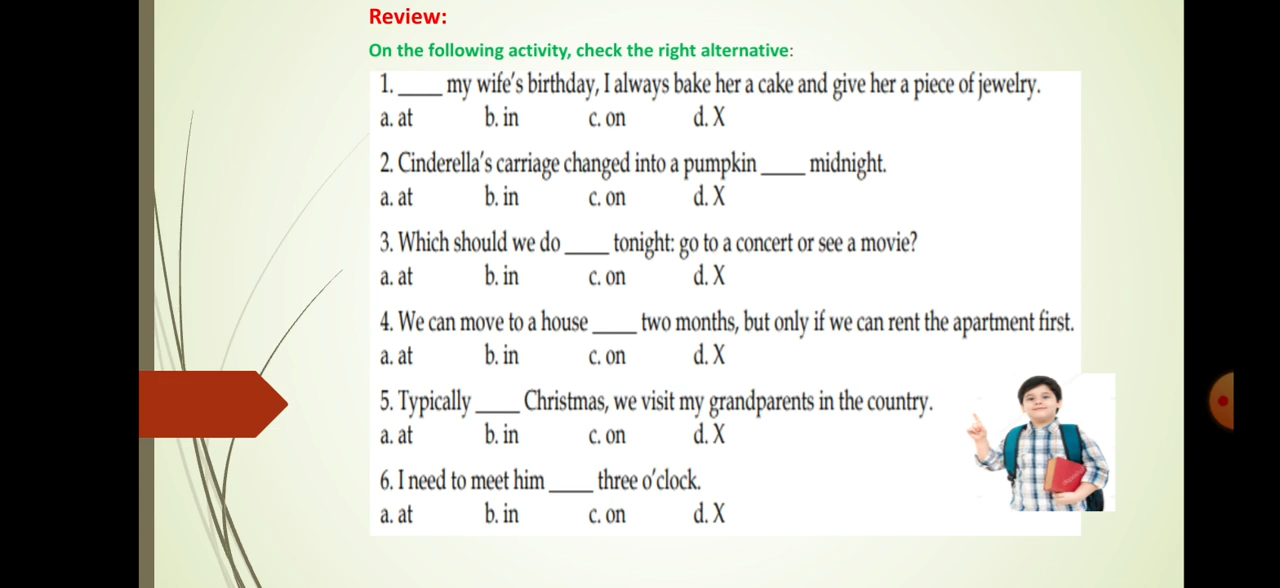 Review:
On the following activity, check the right alternative:
1. ____ my wife's birthday, I always bake her a cake and give her a piece of jewelry.
a. at b. in c. on d. X
2. Cinderella's carriage changed into a pumpkin ____ midnight.
a. at b. in c. on d. X
3. Which should we do ____ tonight: go to a concert or see a movie?
a. at b. in c. on d. X
4. We can move to a house ____ two months, but only if we can rent the apartment first.
a. at b. in c. on d. X
5. Typically ____ Christmas, we visit my grandparents in the country.
a. at b. in c. on d. X
6. I need to meet him ____ three o'clock.
a. at b. in c. on d. X